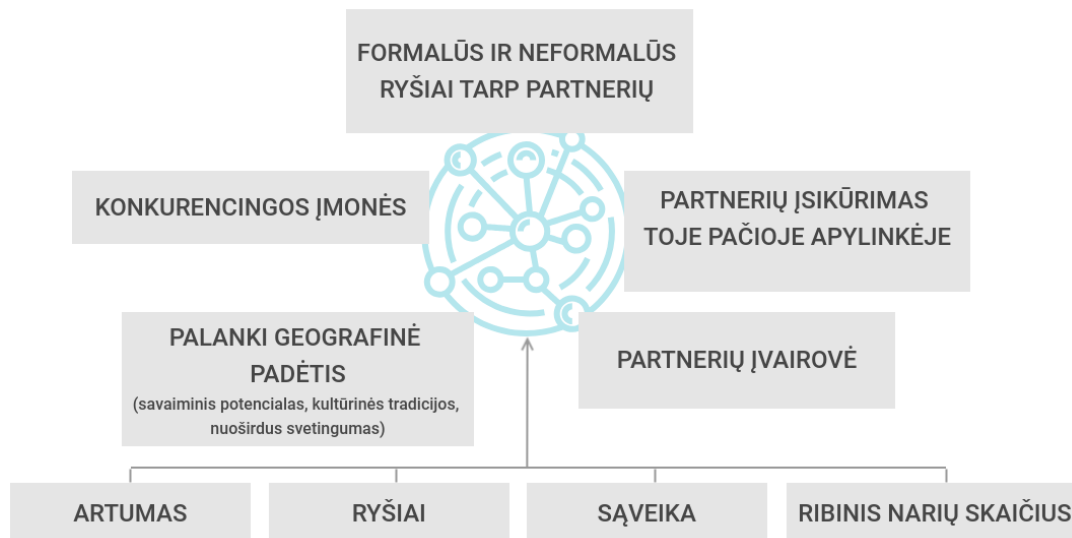 FORMALŪS IR NEFORMALŪS
RYŠIAI TARP PARTNERIŲ
KONKURENCINGOS ĮMONĖS
PARTNERIŲ ĮSIKŪRIMAS
TOJE PAČIOJE APYLINKĖJE
PALANKI GEOGRAFINĖ
PADĖTIS
(savaiminis potencialas, kultūrinės tradicijos,
nuoširdus svetingumas)
PARTNERIŲ ĮVAIROVĖ
ARTUMAS
RYŠIAI
SĄVEIKA
RIBINIS NARIŲ SKAIČIUS